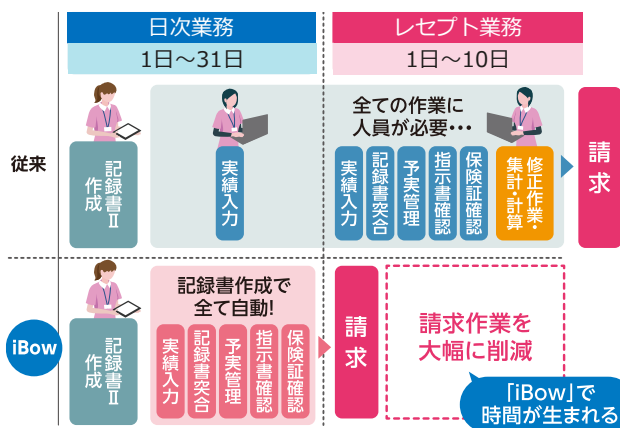 日次業務
レセプト業務
1日～31日
1日～10日
従来
記録書Ⅱ
作成
実績入力
全ての作業に
人員が必要・・・
実績入力
記録書突合
予実管理
指示書確認
保険証確認
修正作業・
集計・計算
請求
iBow
記録書Ⅱ
作成
記録書作成で
全て自動!
実績入力
記録書突合
予実管理
指示書確認
保険証確認
請求
請求作業を
大幅に削減
「iBow」で
時間が生まれる